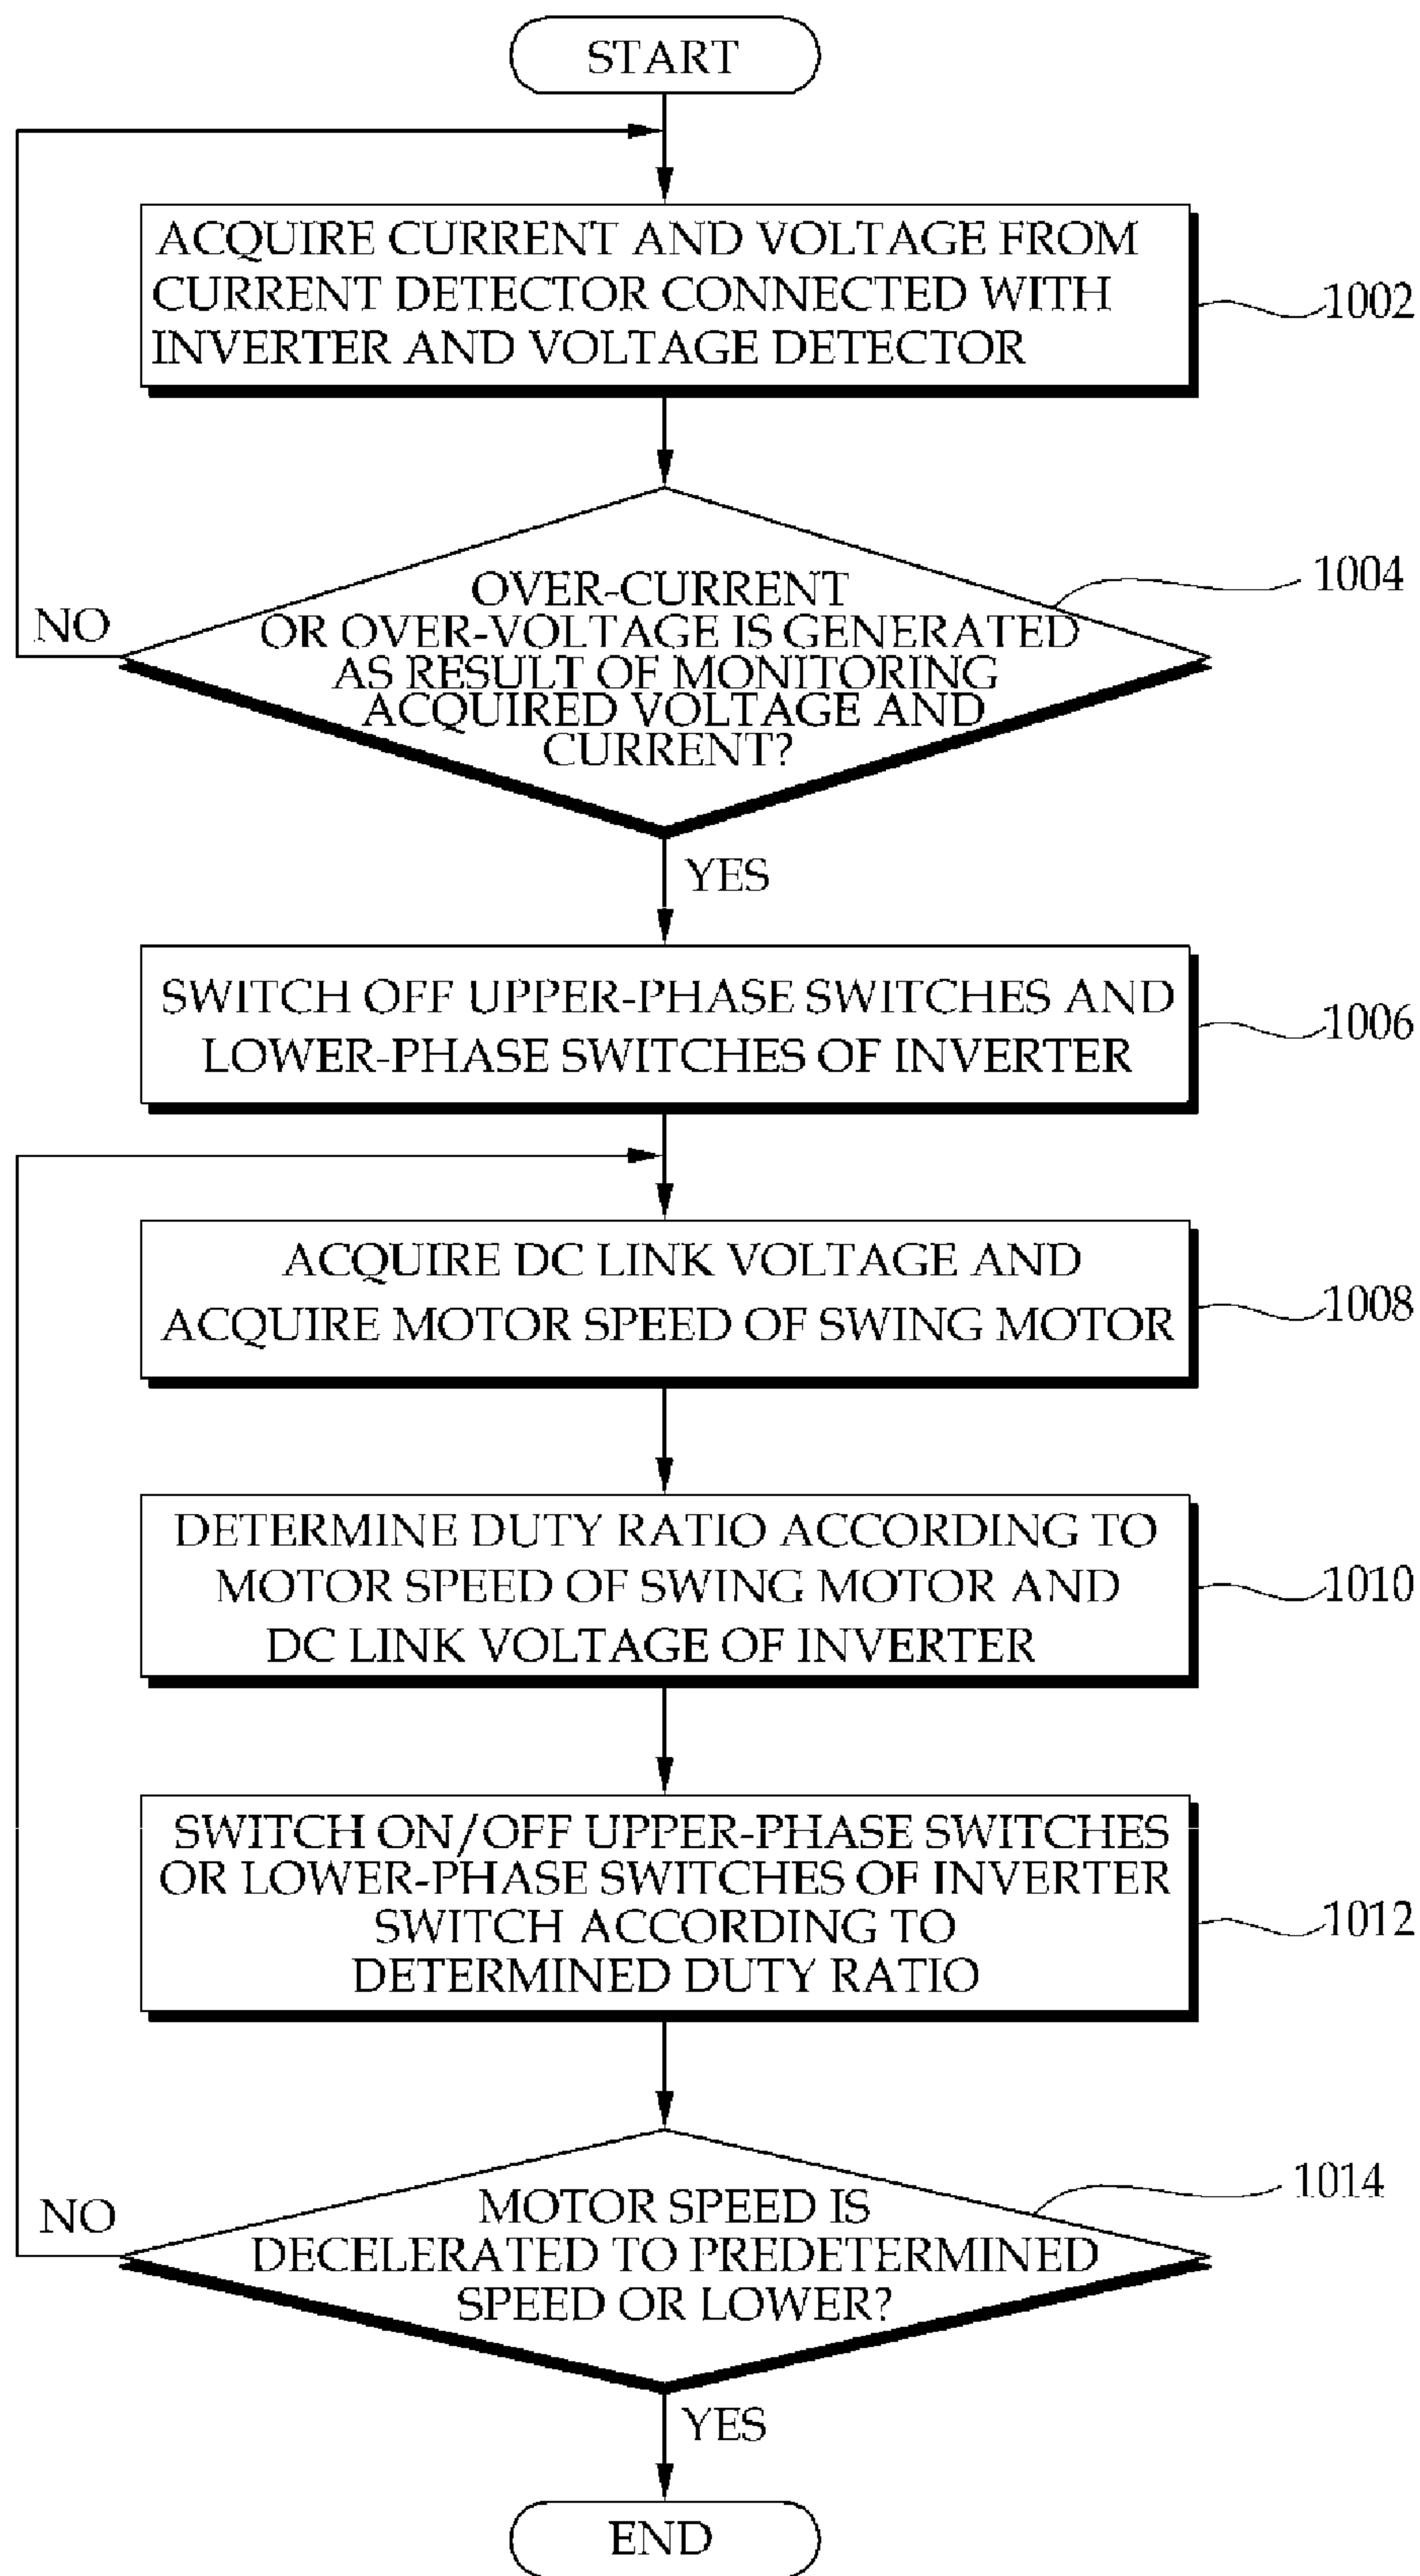 START
ACQUIRE CURRENT AND VOLTAGE FROM
CURRENT DETECTOR CONNECTED WITH
INVERTER AND VOLTAGE DETECTOR
1002
OVER-CURRENT
OR OVER-VOLTAGE IS GENERATED
AS RESULT OF MONITORING
ACQUIRED VOLTAGE AND
CURRENT?
1004
NO
YES
SWITCH OFF UPPER-PHASE SWITCHES AND
LOWER-PHASE SWITCHES OF INVERTER
1006
ACQUIRE DC LINK VOLTAGE AND
ACQUIRE MOTOR SPEED OF SWING MOTOR
1008
DETERMINE DUTY RATIO ACCORDING TO
MOTOR SPEED OF SWING MOTOR AND
DC LINK VOLTAGE OF INVERTER
1010
SWITCH ON/OFF UPPER-PHASE SWITCHES
OR LOWER-PHASE SWITCHES OF INVERTER
SWITCH ACCORDING TO
DETERMINED DUTY RATIO
1012
MOTOR SPEED IS
DECELERATED TO PREDETERMINED
SPEED OR LOWER?
1014
NO
YES
END